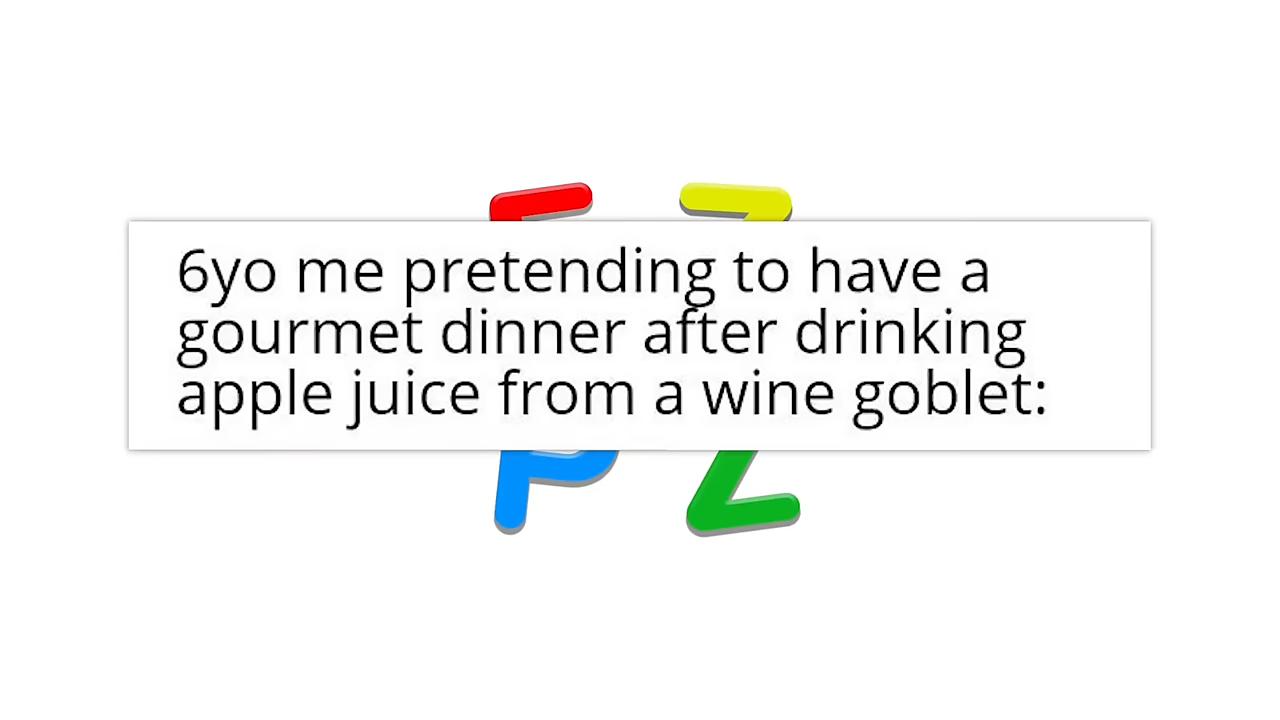 6yo me pretending to have a
gourmet dinner after drinking
apple juice from a wine goblet: